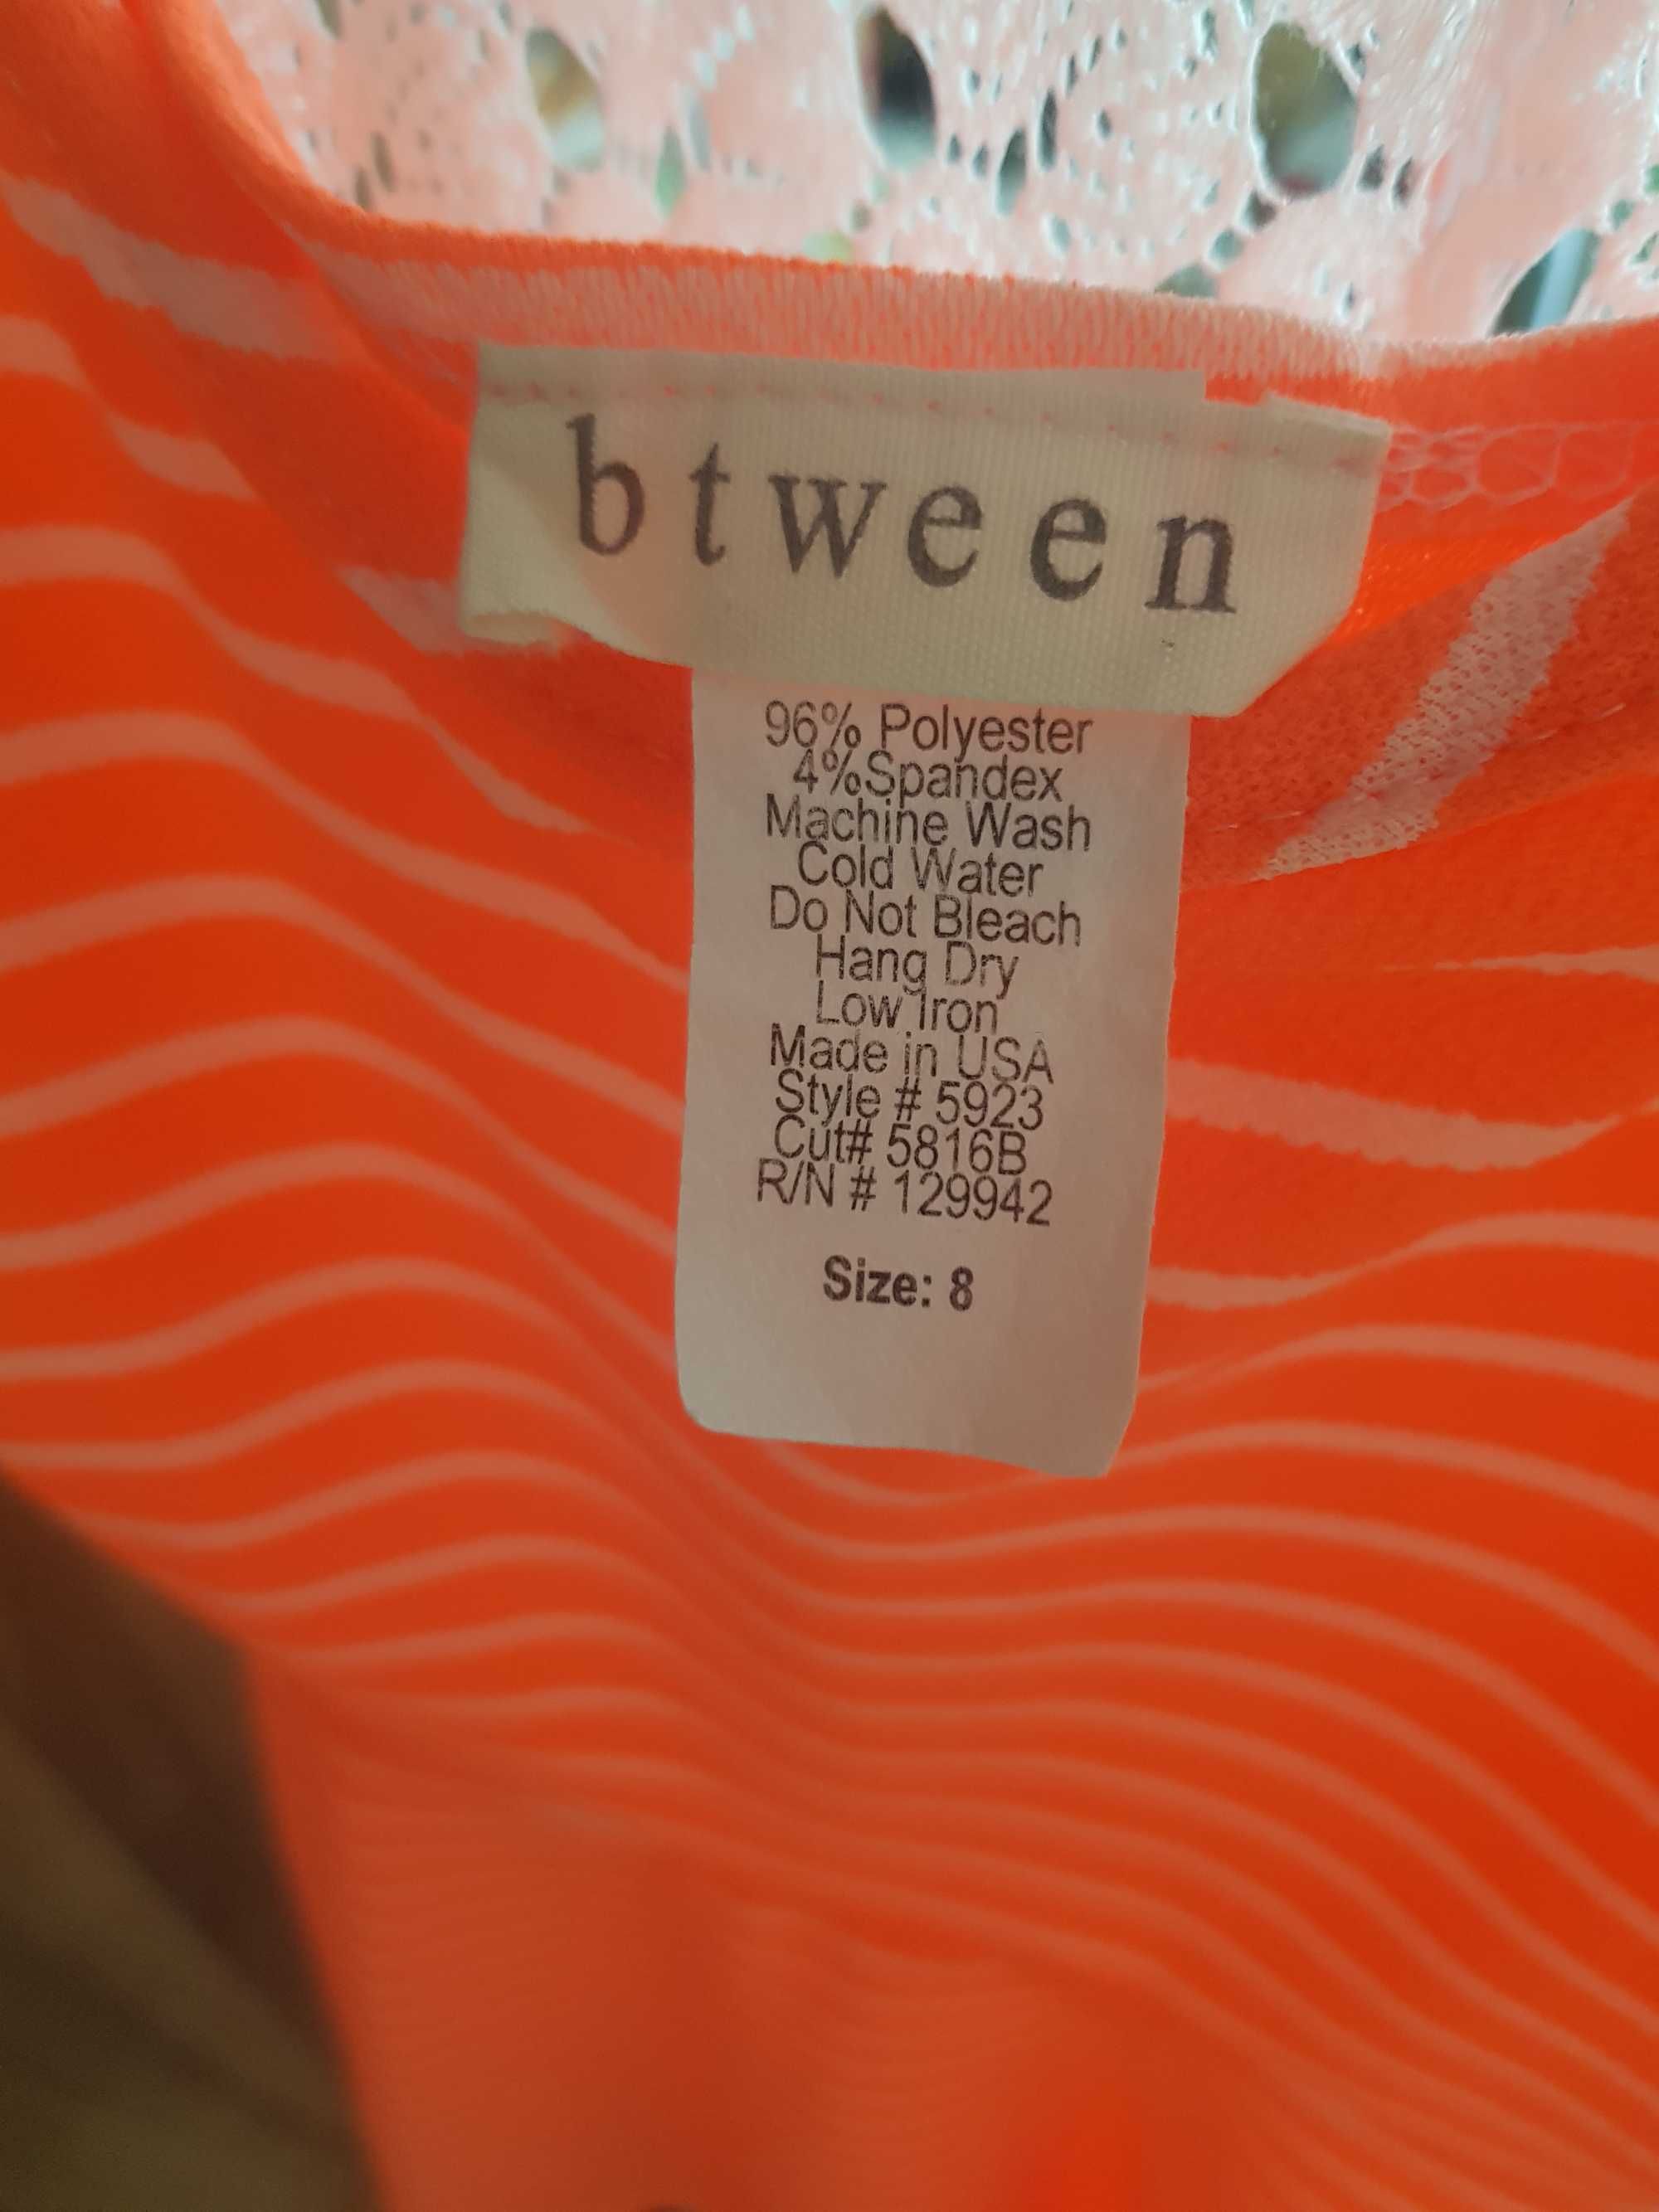 btween
96% Polyester
4%Spandex
Machine Wash
Cold Water
Do Not Bleach
Hang Dry
Low Iron
Made in USA
Style # 5923
Cut# 5816B
R/N # 129942
Size: 8